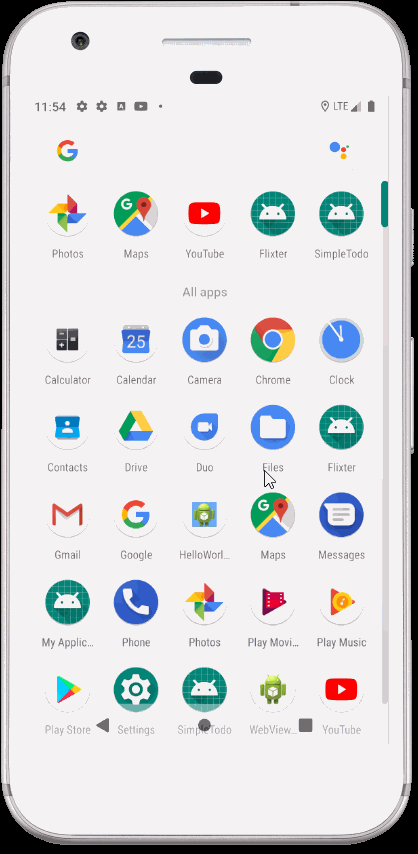 11:54 LTE
Photos Maps YouTube Flixter SimpleTodo
All apps
25
Calculator Calendar Camera Chrome Clock
Contacts Drive Duo Files Flixter
Gmail Google HelloWorl... Maps Messages
My Applic... Phone Photos Play Movi... Play Music
Play Store Settings SimpleTodo WebView... YouTube